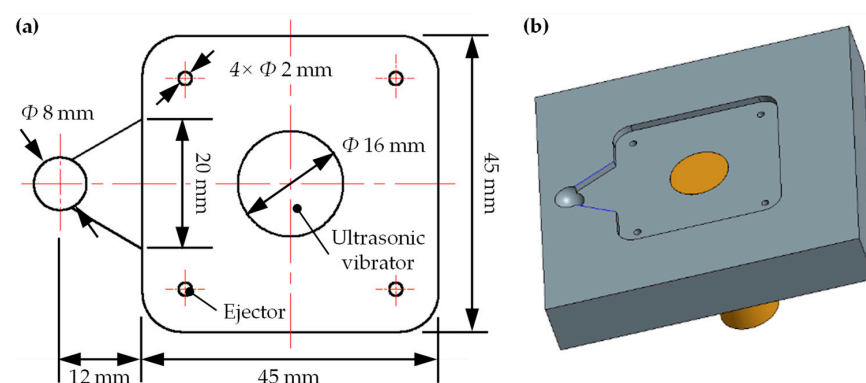 (a)
(b)
4× Φ 2 mm
Φ 8 mm
Φ 16 mm
20 mm
45 mm
Ultrasonic
vibrator
Ejector
12 mm
45 mm